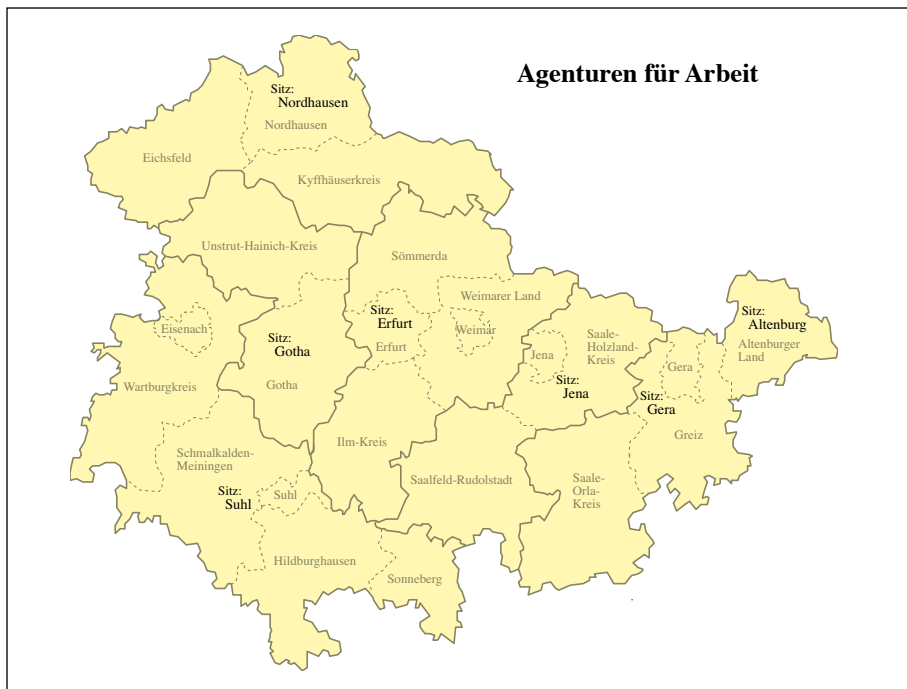 Agenturen für Arbeit
Sitz:
Nordhausen
Nordhausen
Eichsfeld
Kyffhäuserkreis
Unstrut-Hainich-Kreis
Sömmerda
Weimarer Land
Sitz:
Erfurt
Erfurt
Weimar
Eisenach
Sitz:
Gotha
Gotha
Wartburgkreis
Saale-
Holzland-
Kreis
Jena
Sitz:
Jena
Sitz:
Altenburg
Altenburger
Land
Gera
Sitz:
Gera
Greiz
Ilm-Kreis
Schmalkalden-
Meiningen
Sitz:
Suhl
Suhl
Saalfeld-Rudolstadt
Saale-
Orla-
Kreis
Hildburghausen
Sonneberg